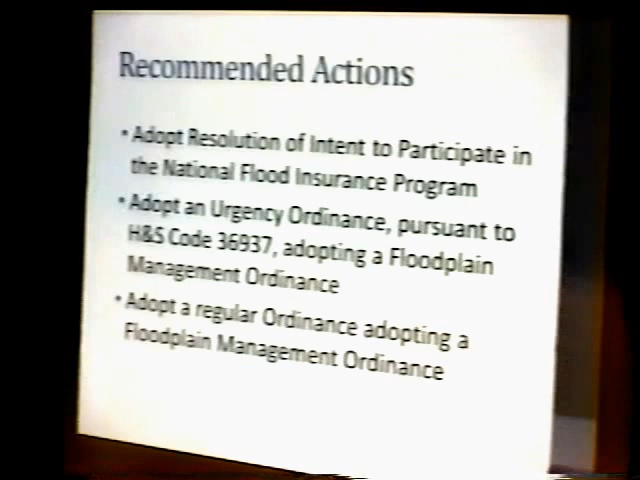 Recommended Actions
• Adopt Resolution of Intent to Participate in
the National Flood Insurance Program
• Adopt an Urgency Ordinance, pursuant to
H&S Code 36937, adopting a Floodplain
Management Ordinance
• Adopt a regular Ordinance adopting a
Floodplain Management Ordinance